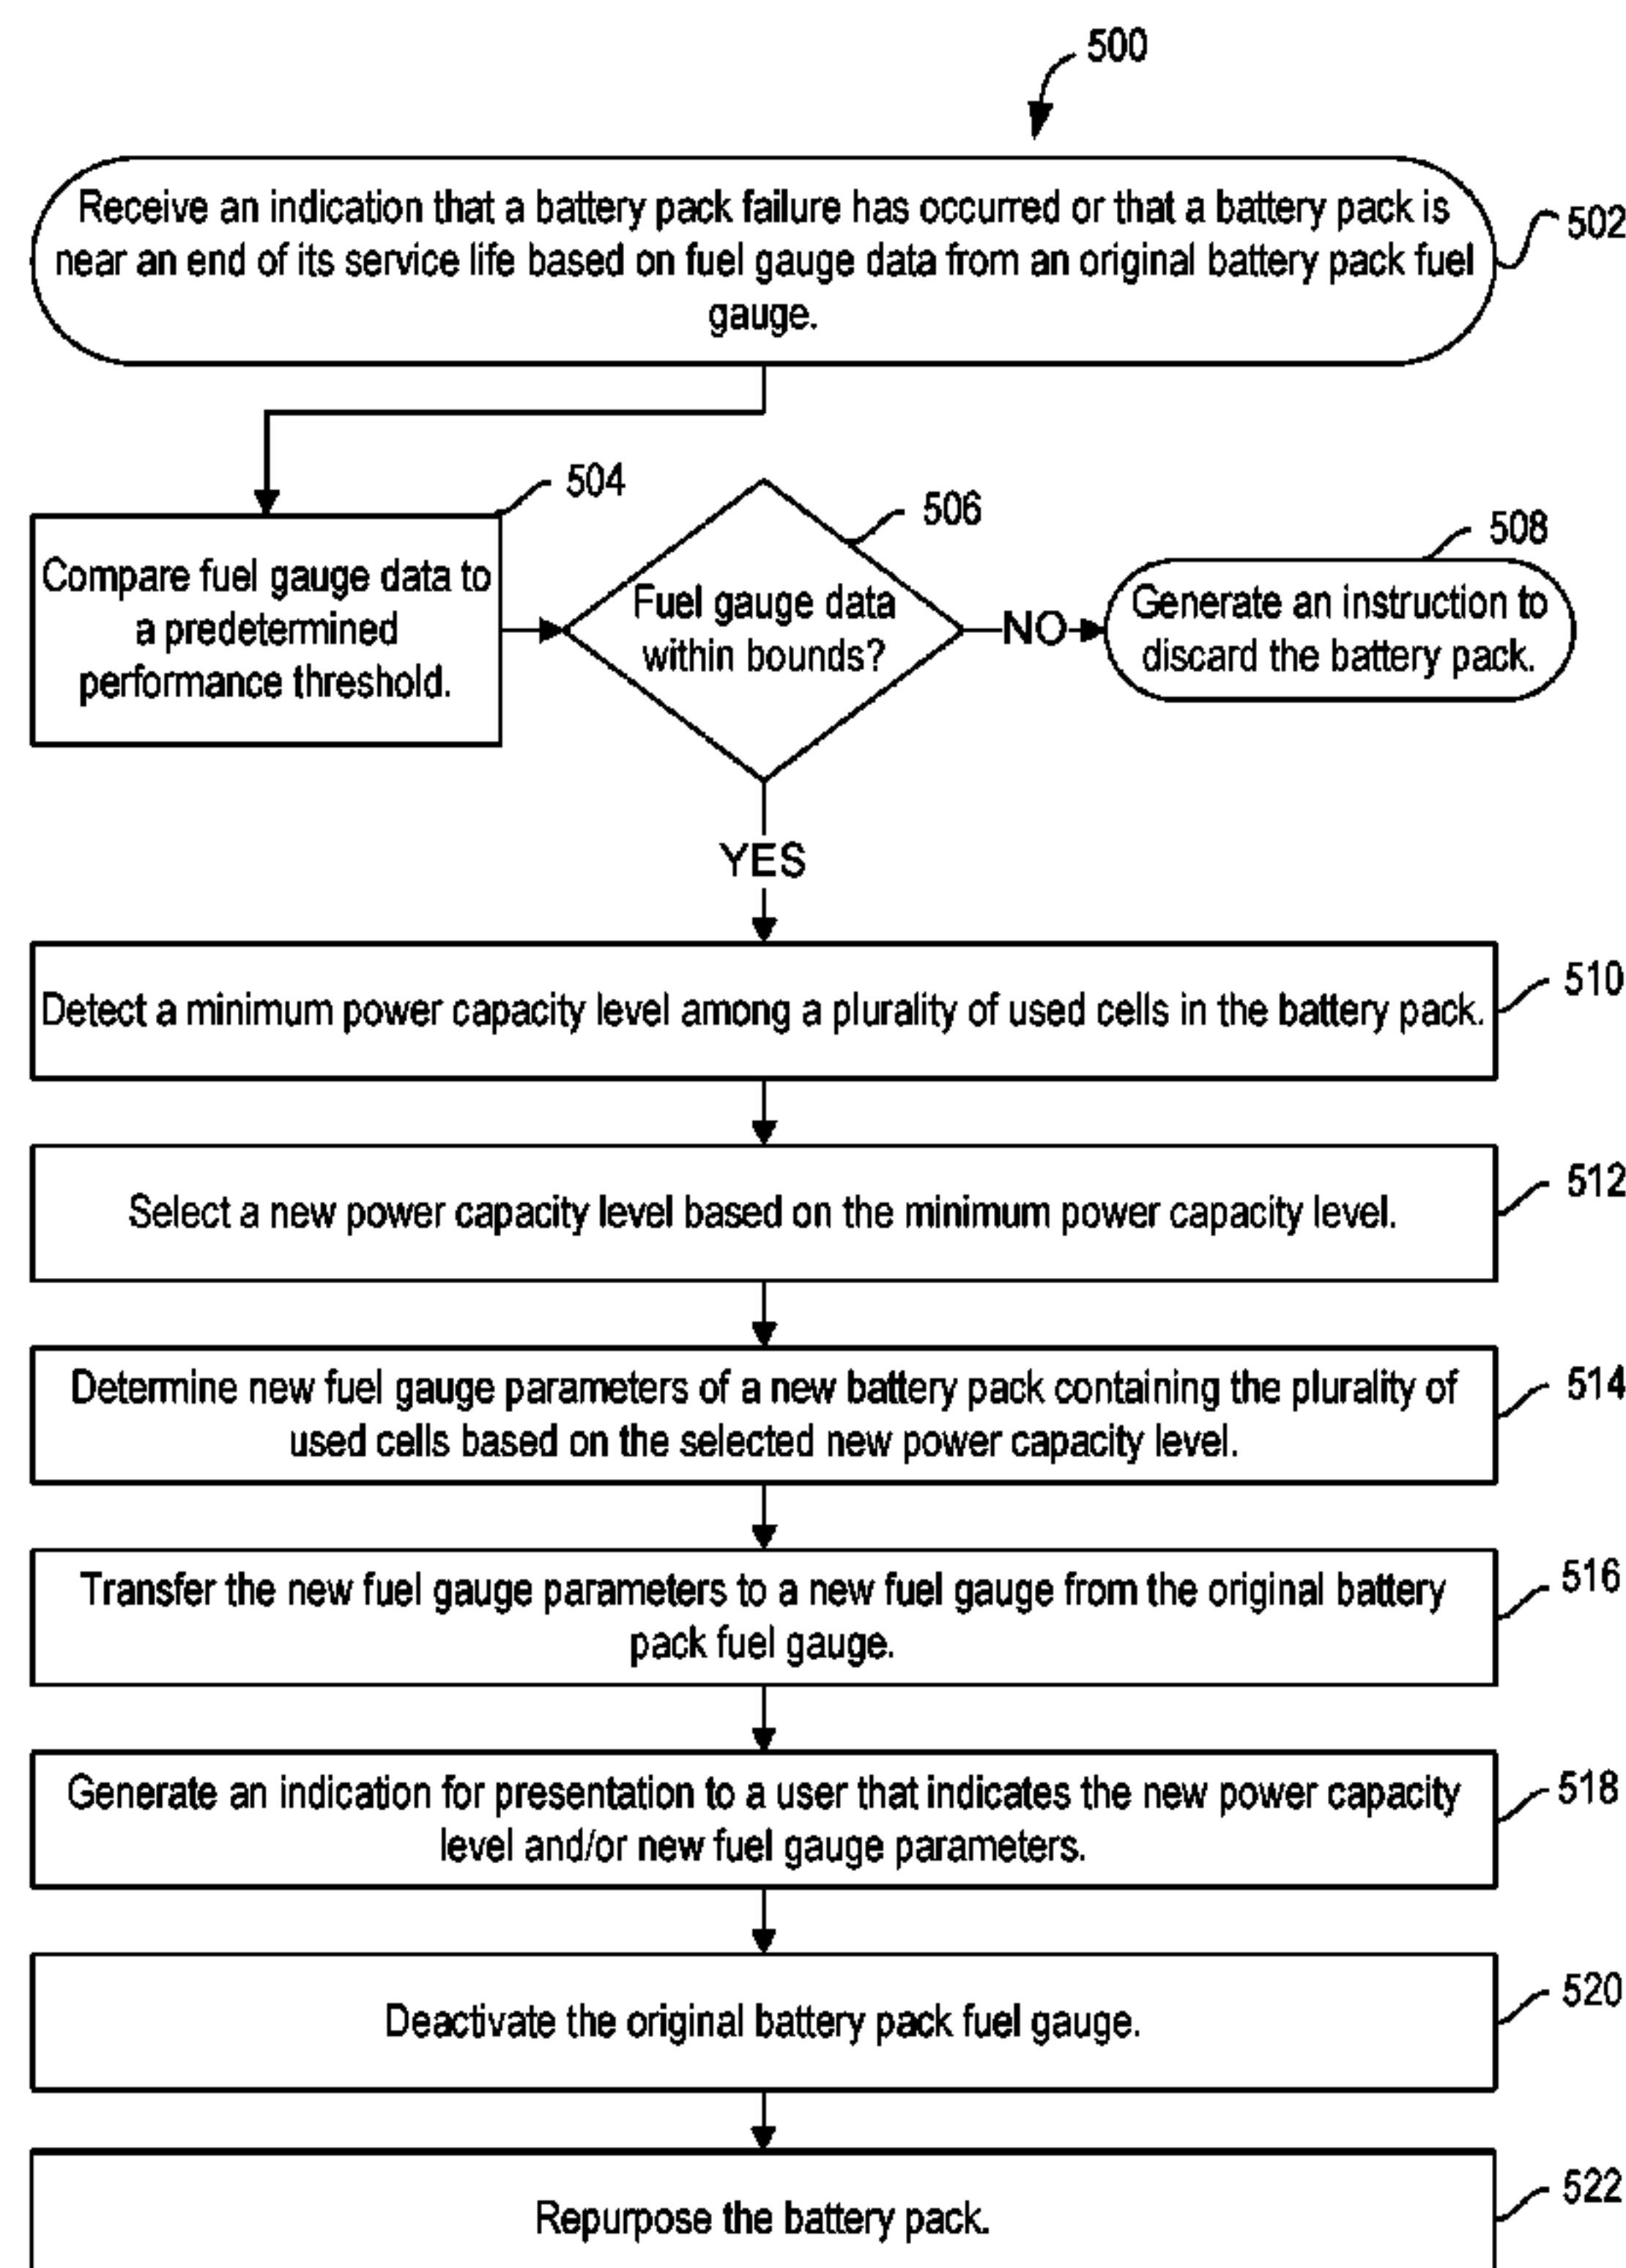 500
Receive an indication that a battery pack failure has occurred or that a battery pack is
near an end of its service life based on fuel gauge data from an original battery pack fuel
gauge.
502
504
Compare fuel gauge data to
a predetermined
performance threshold.
506
Fuel gauge data
within bounds?
NO
508
Generate an instruction to
discard the battery pack.
YES
Detect a minimum power capacity level among a plurality of used cells in the battery pack.
510
Select a new power capacity level based on the minimum power capacity level.
512
Determine new fuel gauge parameters of a new battery pack containing the plurality of
used cells based on the selected new power capacity level.
514
Transfer the new fuel gauge parameters to a new fuel gauge from the original battery
pack fuel gauge.
516
Generate an indication for presentation to a user that indicates the new power capacity
level and/or new fuel gauge parameters.
518
Deactivate the original battery pack fuel gauge.
520
Repurpose the battery pack.
522